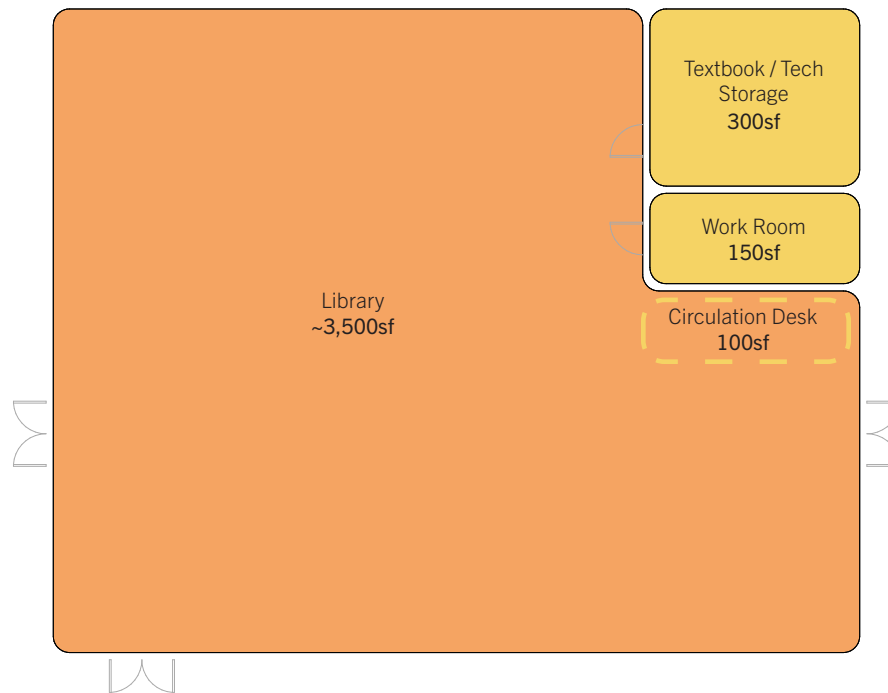 Textbook / Tech
Storage
300sf
Work Room
150sf
Library
~3,500sf
Circulation Desk
100sf